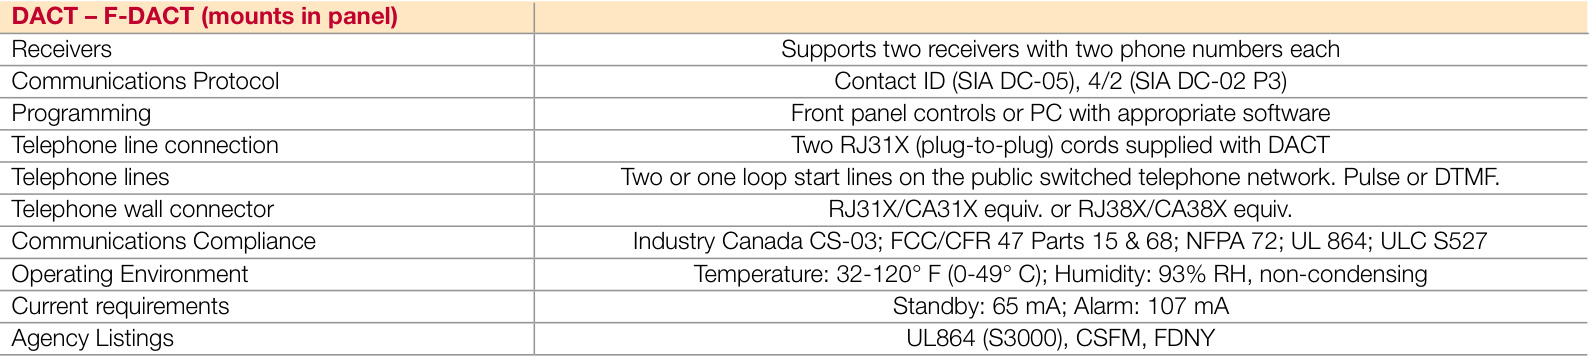 DACT – F-DACT (mounts in panel)
Receivers Supports two receivers with two phone numbers each
Communications Protocol Contact ID (SIA DC-05), 4/2 (SIA DC-02 P3)
Programming Front panel controls or PC with appropriate software
Telephone line connection Two RJ31X (plug-to-plug) cords supplied with DACT
Telephone lines Two or one loop start lines on the public switched telephone network. Pulse or DTMF.
Telephone wall connector RJ31X/CA31X equiv. or RJ38X/CA38X equiv.
Communications Compliance Industry Canada CS-03; FCC/CFR 47 Parts 15 & 68; NFPA 72; UL 864; ULC S527
Operating Environment Temperature: 32-120° F (0-49° C); Humidity: 93% RH, non-condensing
Current requirements Standby: 65 mA; Alarm: 107 mA
Agency Listings UL864 (S3000), CSFM, FDNY